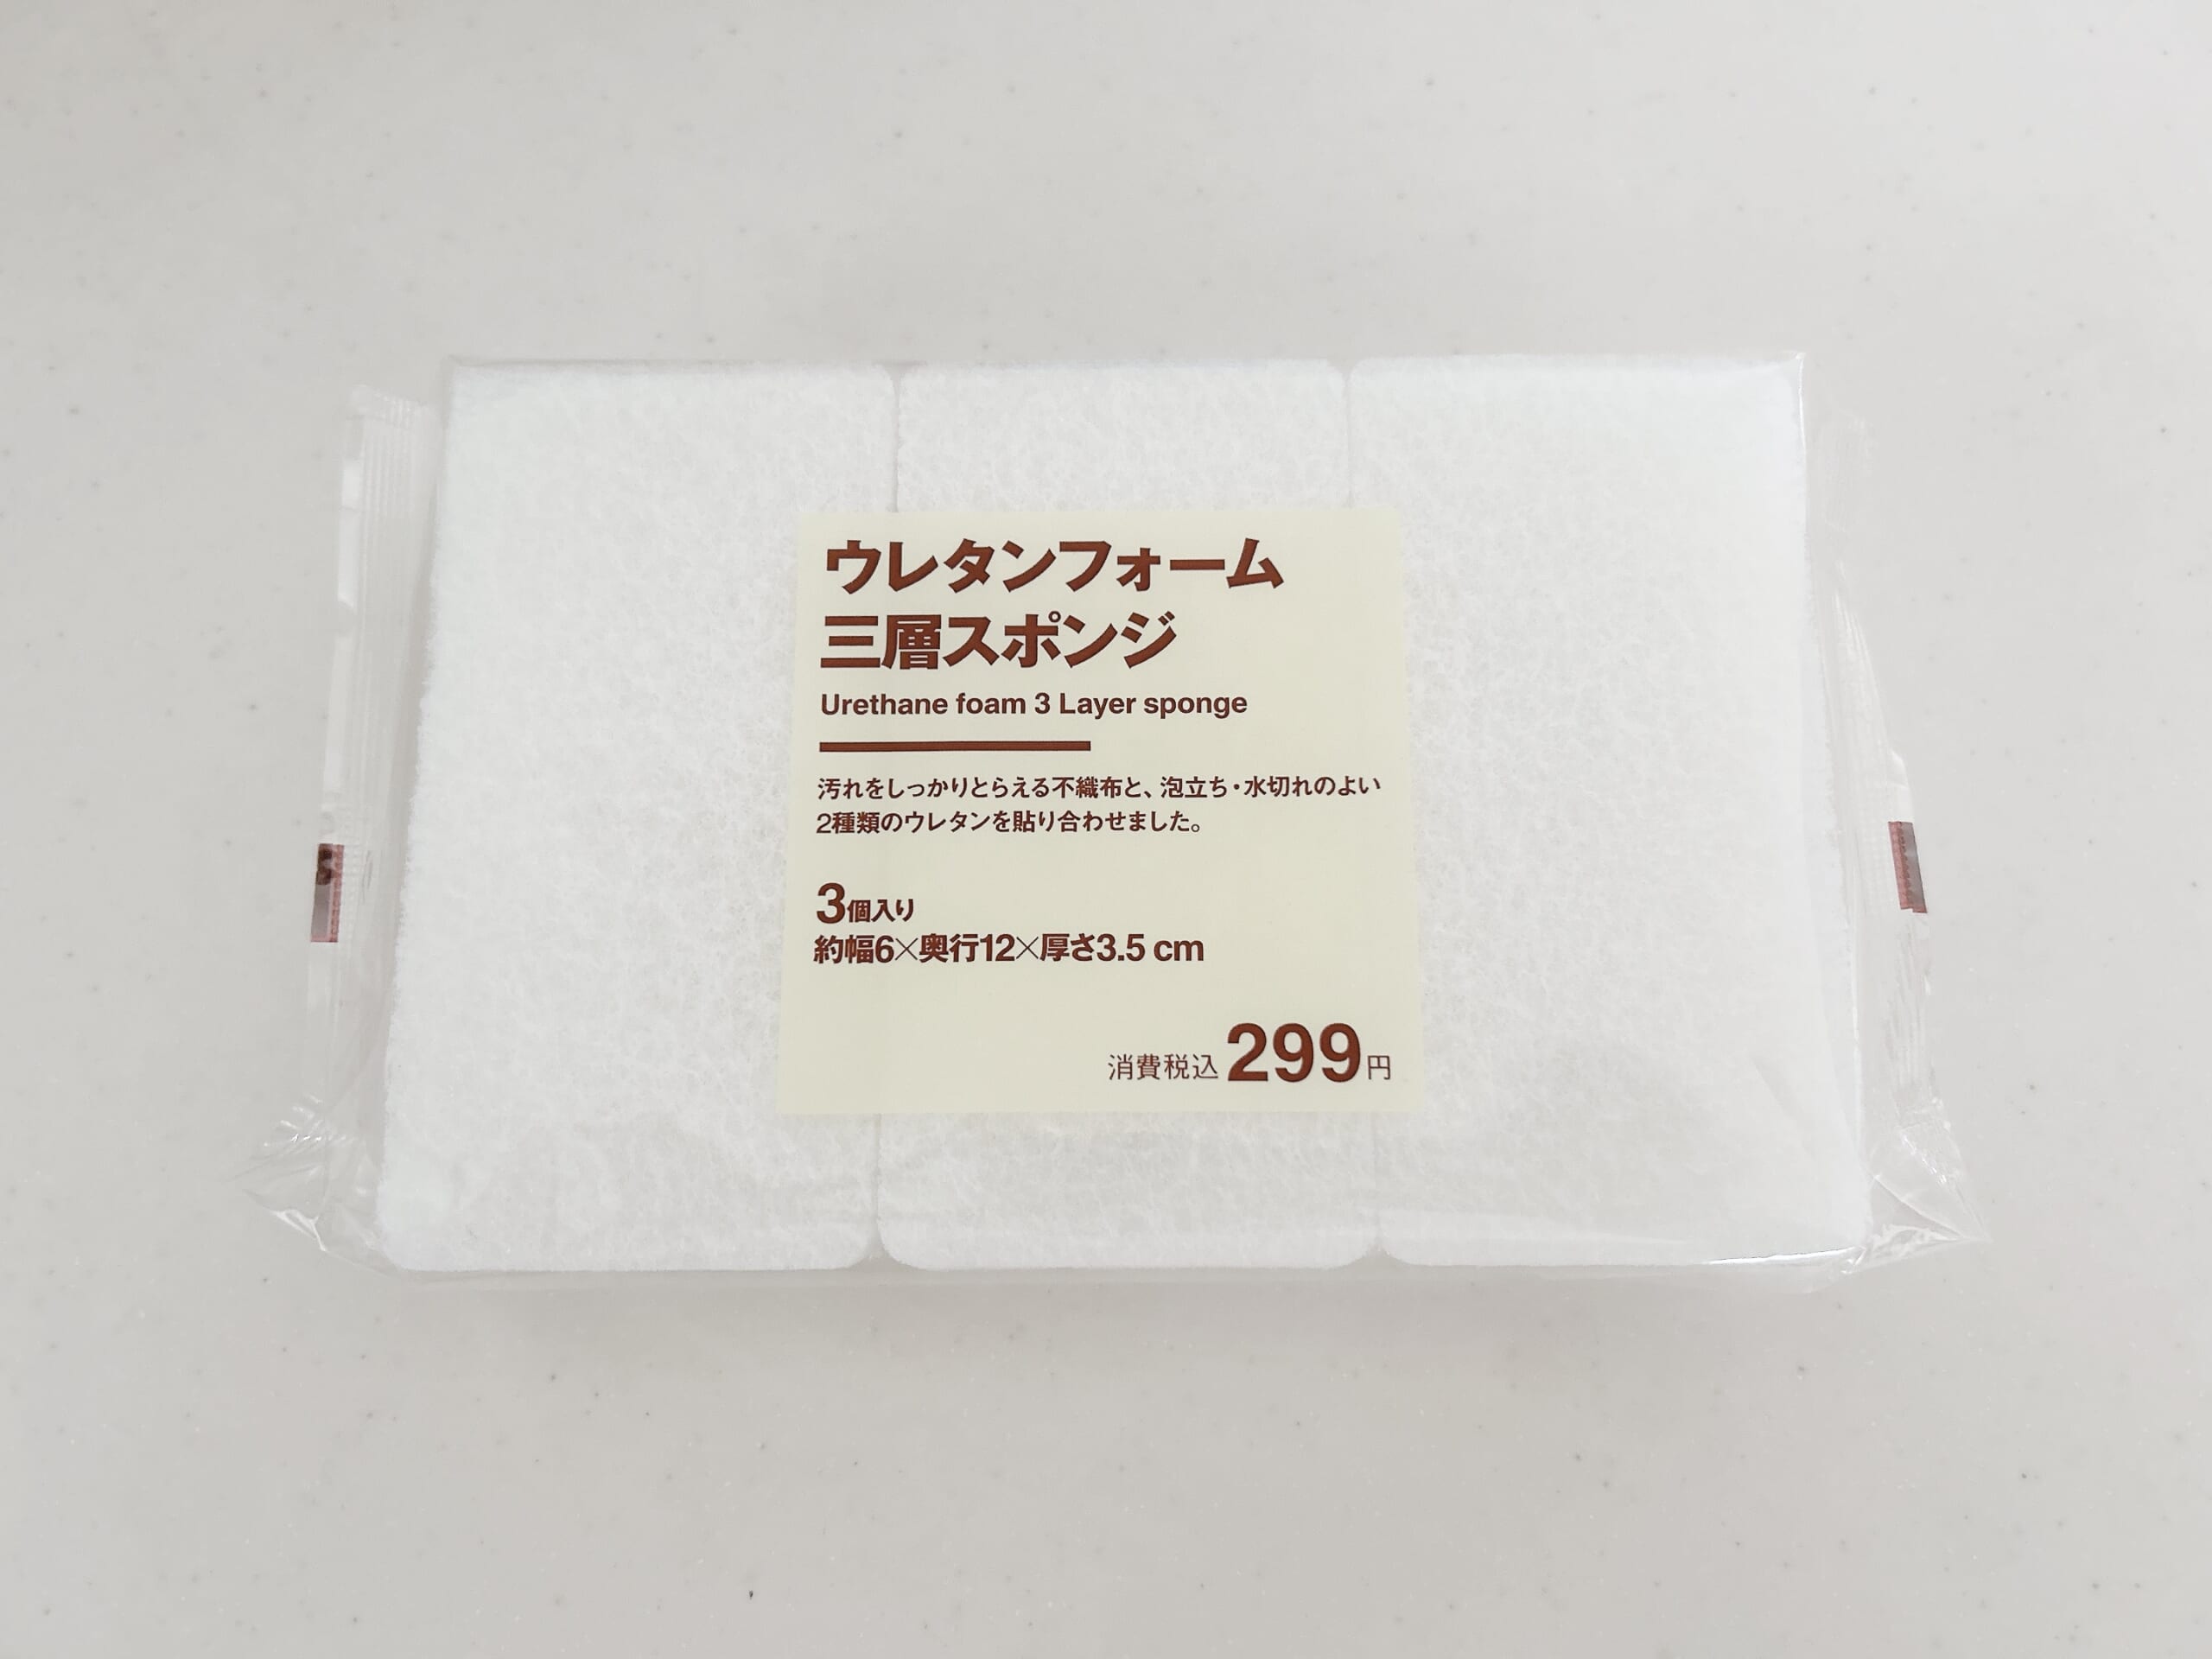 ウレタンフォーム
三層スポンジ
Urethane foam 3 Layer sponge
汚れをしっかりとらえる不織布と、泡立ち・水切れのよい
2種類のウレタンを貼り合わせました。
3個入り
約幅6×奥行12×厚さ3.5 cm
消費税込299円